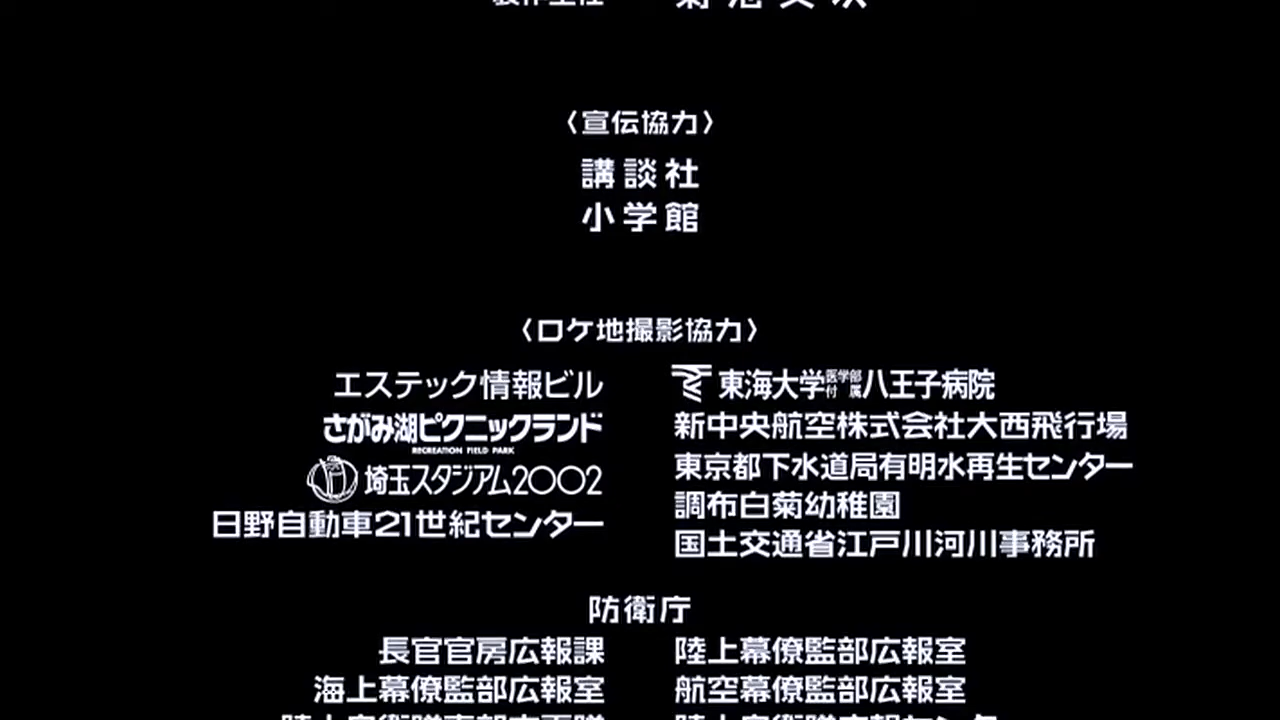 〈宣伝協力〉
講談社
小学館
〈ロケ地撮影協力〉
エステック情報ビル
さがみ湖ピクニックランド
RECREATION FIELD PARK
埼玉スタジアム2002
日野自動車21世紀センター
東海大学医学部付属八王子病院
新中央航空株式会社大西飛行場
東京都下水道局有明水再生センター
調布白菊幼稚園
国土交通省江戸川河川事務所
防衛庁
長官官房広報課
陸上幕僚監部広報室
海上幕僚監部広報室
航空幕僚監部広報室